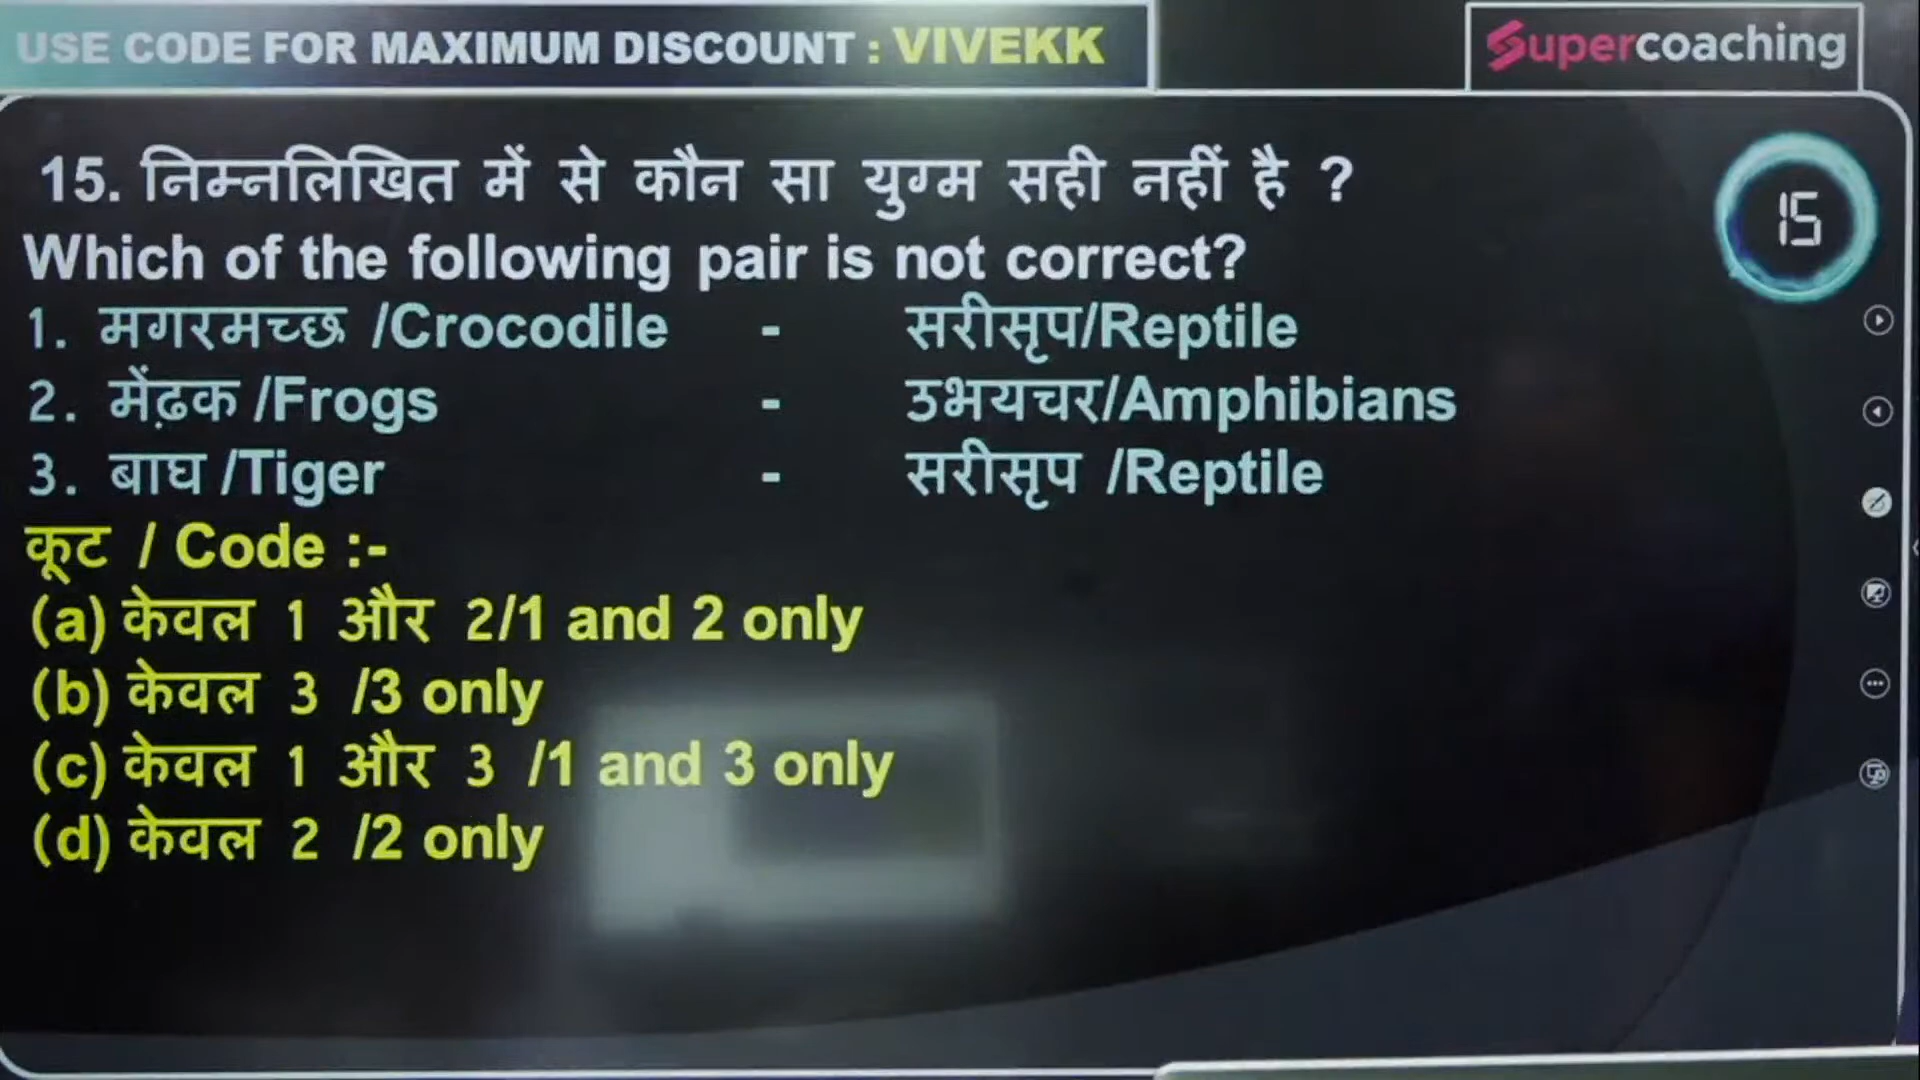 USE CODE FOR MAXIMUM DISCOUNT : VIVEKK
Supercoaching
15. निम्नलिखित में से कौन सा युग्म सही नहीं है ?
15
Which of the following pair is not correct?
1. मगरमच्छ /Crocodile - सरीसृप/Reptile
2. मेंढ़क /Frogs - उभयचर/Amphibians
3. बाघ /Tiger - सरीसृप /Reptile
कूट / Code :-
(a) केवल 1 और 2/1 and 2 only
(b) केवल 3 /3 only
(c) केवल 1 और 3 /1 and 3 only
(d) केवल 2 /2 only